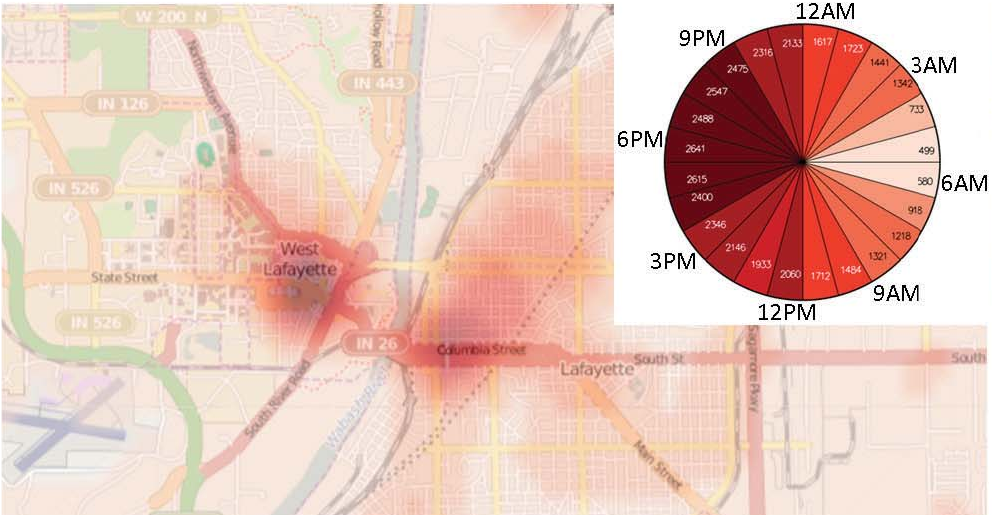 W 200 N
Northwestern Avenue
IN 443
IN 126
IN 526
West
Lafayette
State Street
IN 526
IN 26
Columbia Street
South St
South
Lafayette
South River Road
Wabash River
Main Street
Sagamore Pkwy
12AM
9PM
3AM
6PM
6AM
3PM
9AM
12PM
1617
1723
1441
1342
733
499
580
918
1218
1321
1484
1712
2060
1933
2146
2346
2400
2615
2641
2488
2547
2475
2316
2133